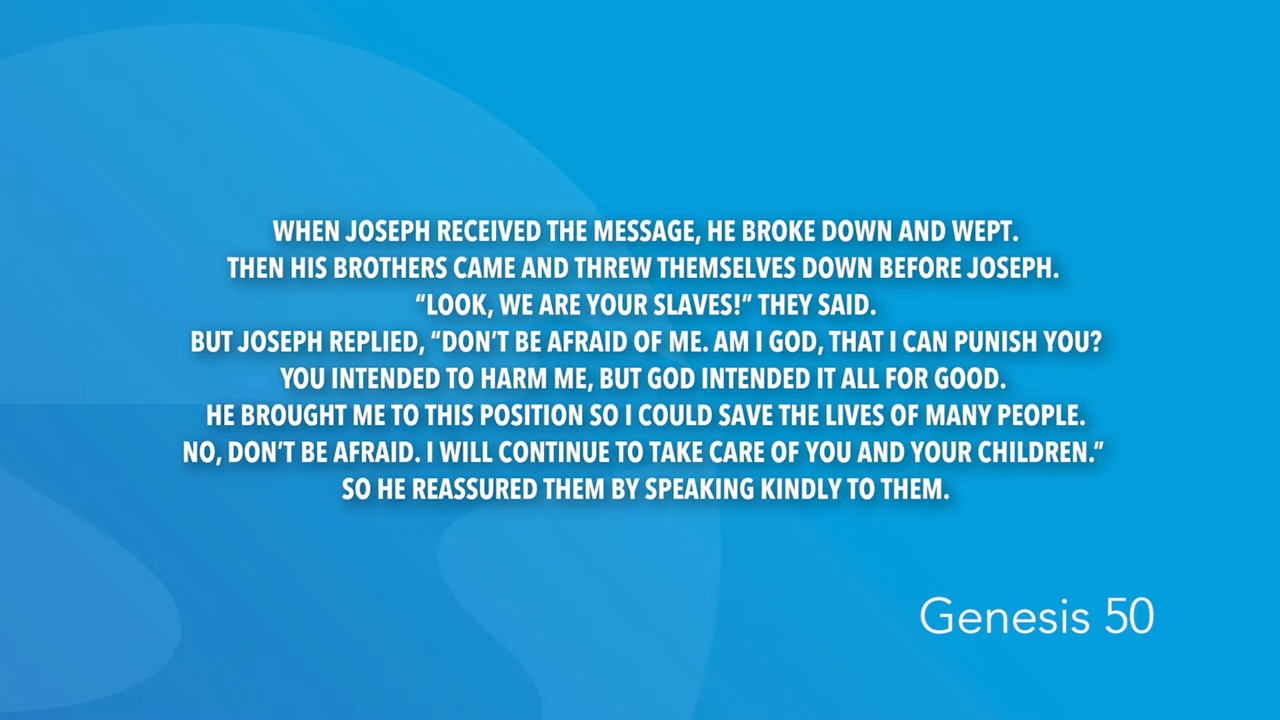 WHEN JOSEPH RECEIVED THE MESSAGE, HE BROKE DOWN AND WEPT.
THEN HIS BROTHERS CAME AND THREW THEMSELVES DOWN BEFORE JOSEPH.
“LOOK, WE ARE YOUR SLAVES!” THEY SAID.
BUT JOSEPH REPLIED, “DON’T BE AFRAID OF ME. AM I GOD, THAT I CAN PUNISH YOU?
YOU INTENDED TO HARM ME, BUT GOD INTENDED IT ALL FOR GOOD.
HE BROUGHT ME TO THIS POSITION SO I COULD SAVE THE LIVES OF MANY PEOPLE.
NO, DON’T BE AFRAID. I WILL CONTINUE TO TAKE CARE OF YOU AND YOUR CHILDREN.”
SO HE REASSURED THEM BY SPEAKING KINDLY TO THEM.
Genesis 50